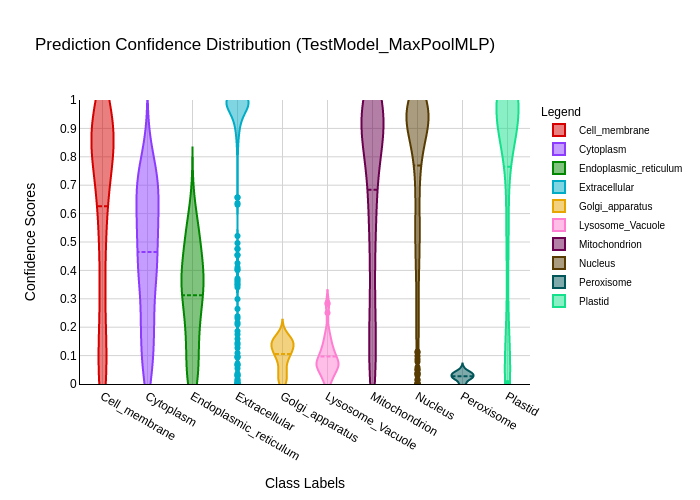 Prediction Confidence Distribution (TestModel_MaxPoolMLP)
Confidence Scores
1
0.9
0.8
0.7
0.6
0.5
0.4
0.3
0.2
0.1
0
Cell_membrane
Cytoplasm
Endoplasmic_reticulum
Extracellular
Golgi_apparatus
Lysosome_Vacuole
Mitochondrion
Nucleus
Peroxisome
Plastid
Class Labels
Legend
Cell_membrane
Cytoplasm
Endoplasmic_reticulum
Extracellular
Golgi_apparatus
Lysosome_Vacuole
Mitochondrion
Nucleus
Peroxisome
Plastid